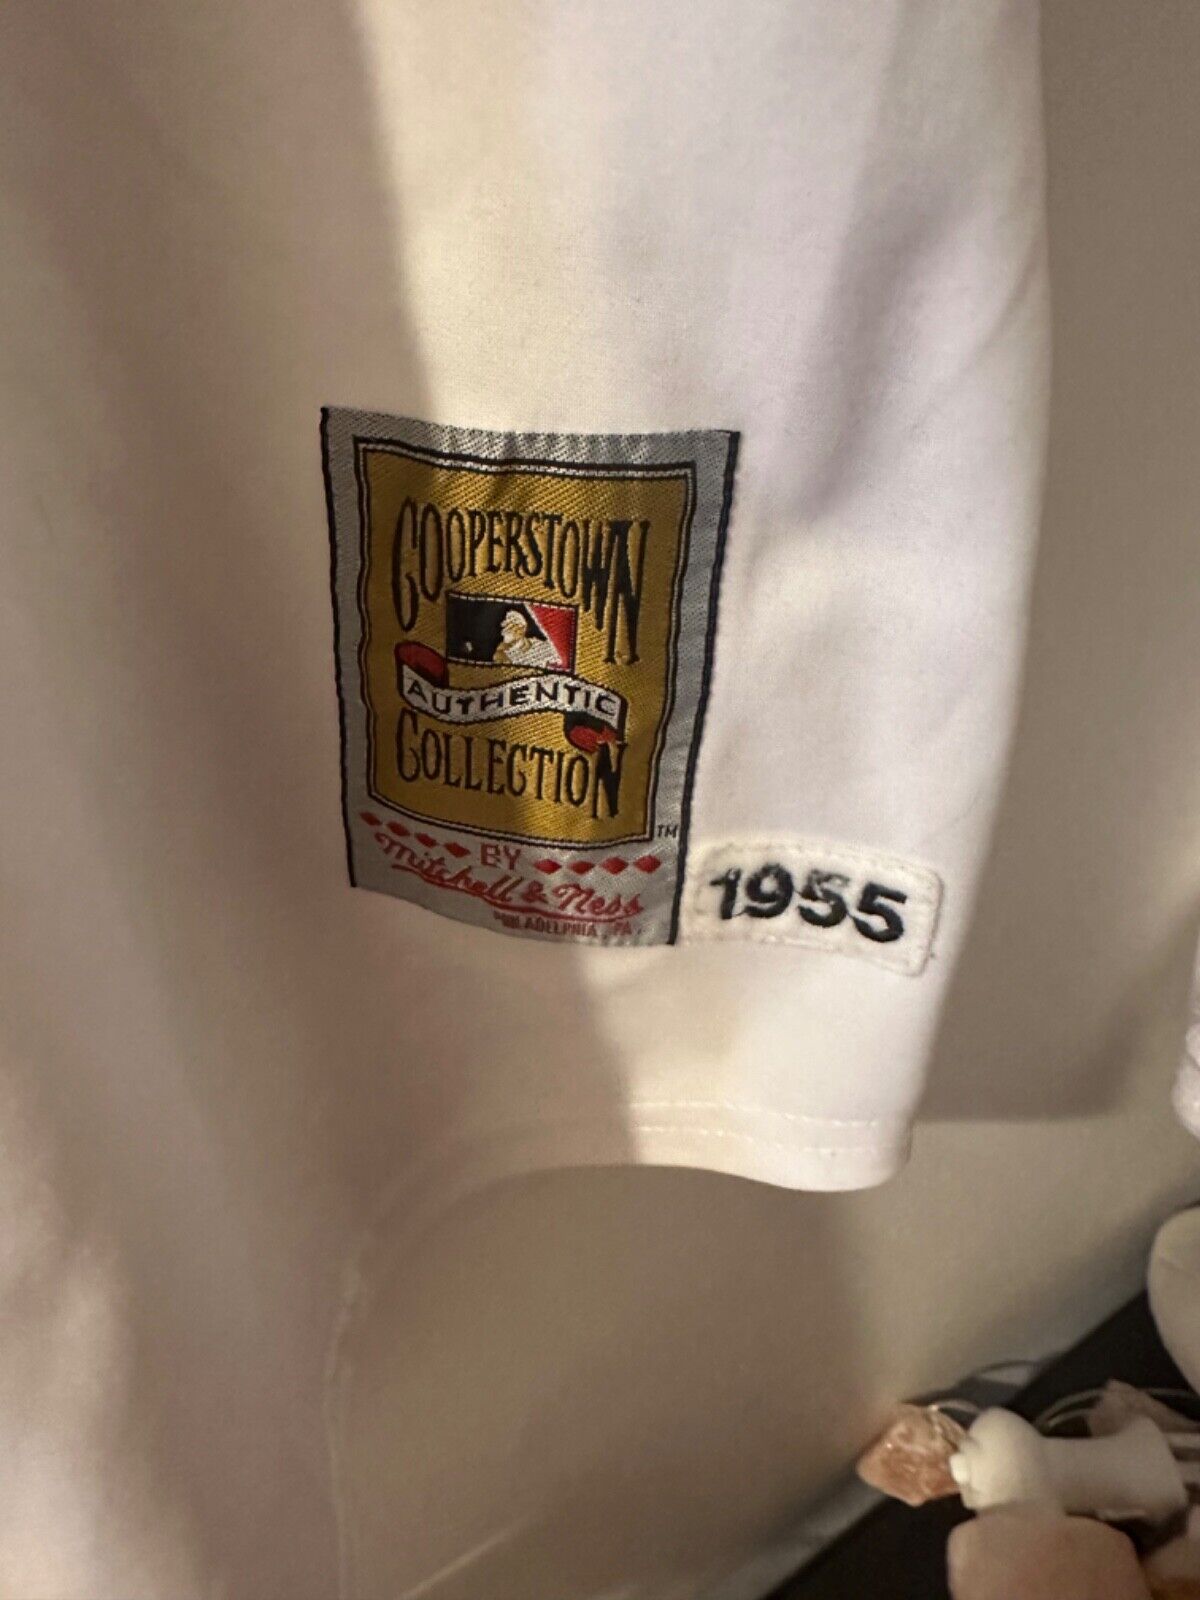 COOPERSTOWN
AUTHENTIC
COLLECTION
TM
BY
Mitchell & Ness
PHILADELPHIA, PA.
1955